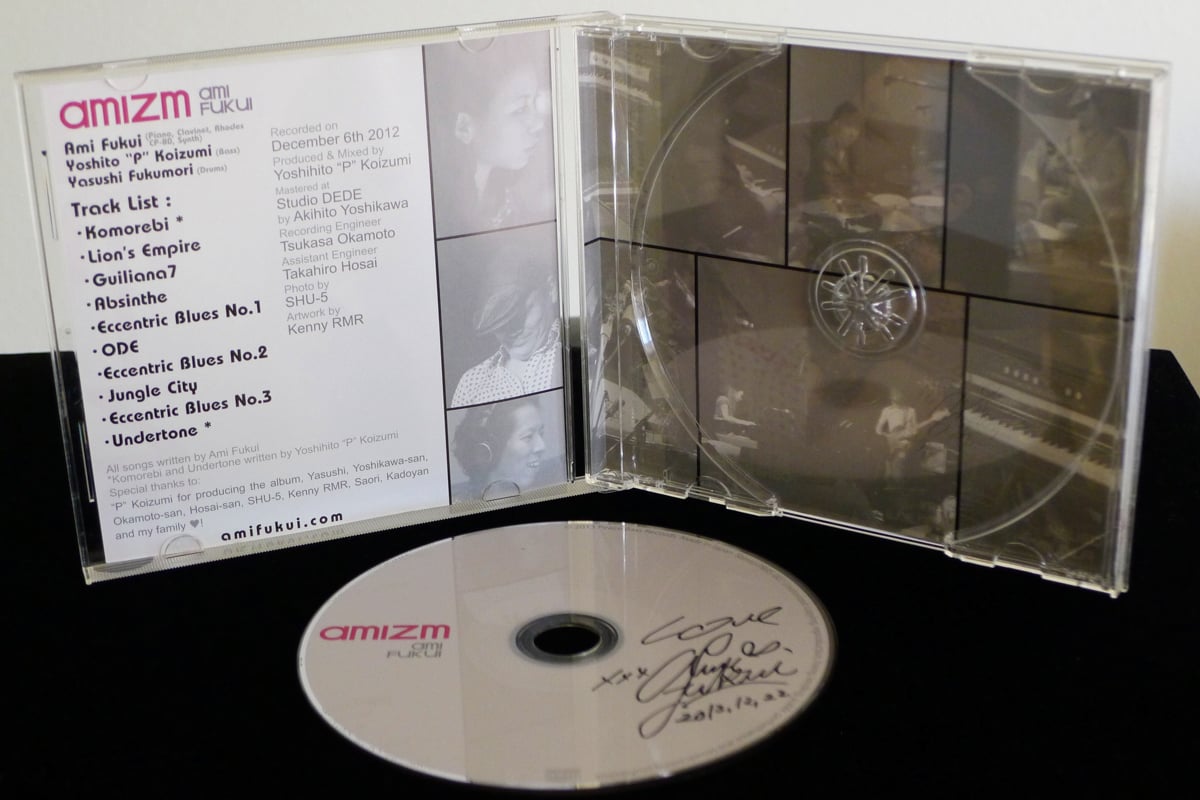 amizm ami
FUKUI
Ami Fukui (Piano, Clavinet, Rhodes
CP-80, Synth)
Yoshito "P" Koizumi (Bass)
Yasushi Fukumori (Drums)
Track List :
·Komorebi *
·Lion's Empire
·Guiliana7
·Absinthe
·Eccentric Blues No.1
·ODE
·Eccentric Blues No.2
·Jungle City
·Eccentric Blues No.3
·Undertone *
Recorded on
December 6th 2012
Produced & Mixed by
Yoshihito "P" Koizumi
Mastered at
Studio DEDE
by Akihito Yoshikawa
Recording Engineer
Tsukasa Okamoto
Assistant Engineer
Takahiro Hosai
Photo by
SHU-5
Artwork by
Kenny RMR
All songs written by Ami Fukui
*Komorebi and Undertone written by Yoshihito "P" Koizumi
Special thanks to:
"P" Koizumi for producing the album, Yasushi, Yoshikawa-san,
Okamoto-san, Hosai-san, SHU-5, Kenny RMR, Saori, Kadoyan
and my family ♥!
amifukui.com
amizm
ami
FUKUI
Love
xxx Ami
Fukui
2013.12.22